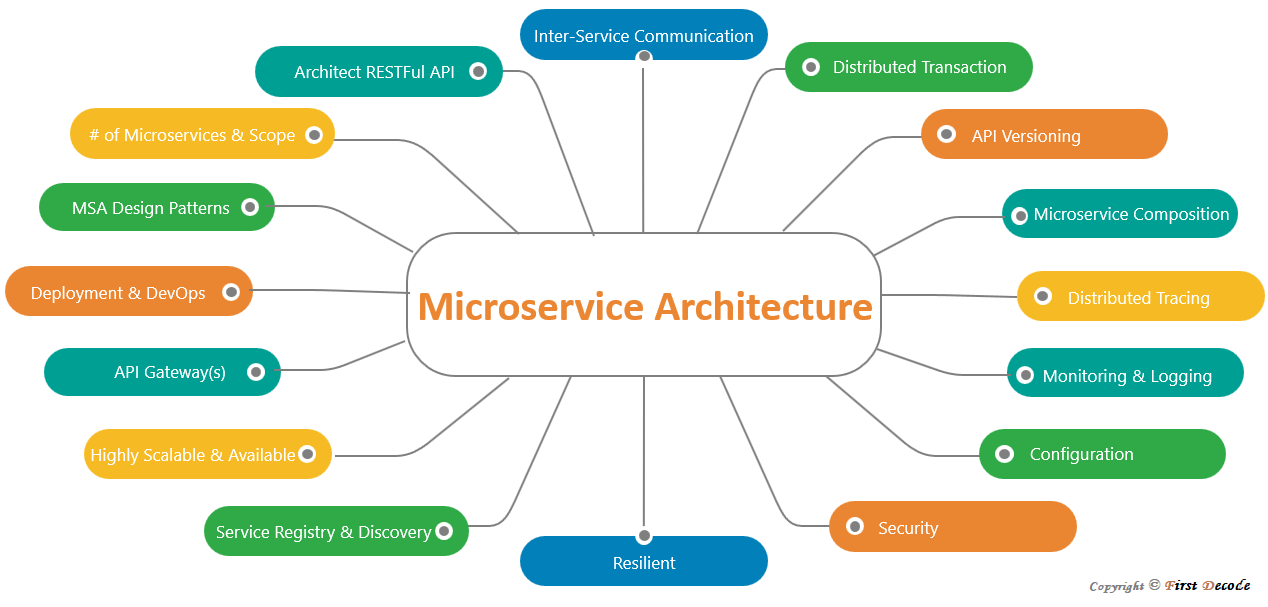 Inter-Service Communication
Architect RESTFul API
Distributed Transaction
# of Microservices & Scope
API Versioning
MSA Design Patterns
Microservice Composition
Deployment & DevOps
Microservice Architecture
Distributed Tracing
API Gateway(s)
Monitoring & Logging
Highly Scalable & Available
Configuration
Service Registry & Discovery
Security
Resilient
Copyright © First Decode